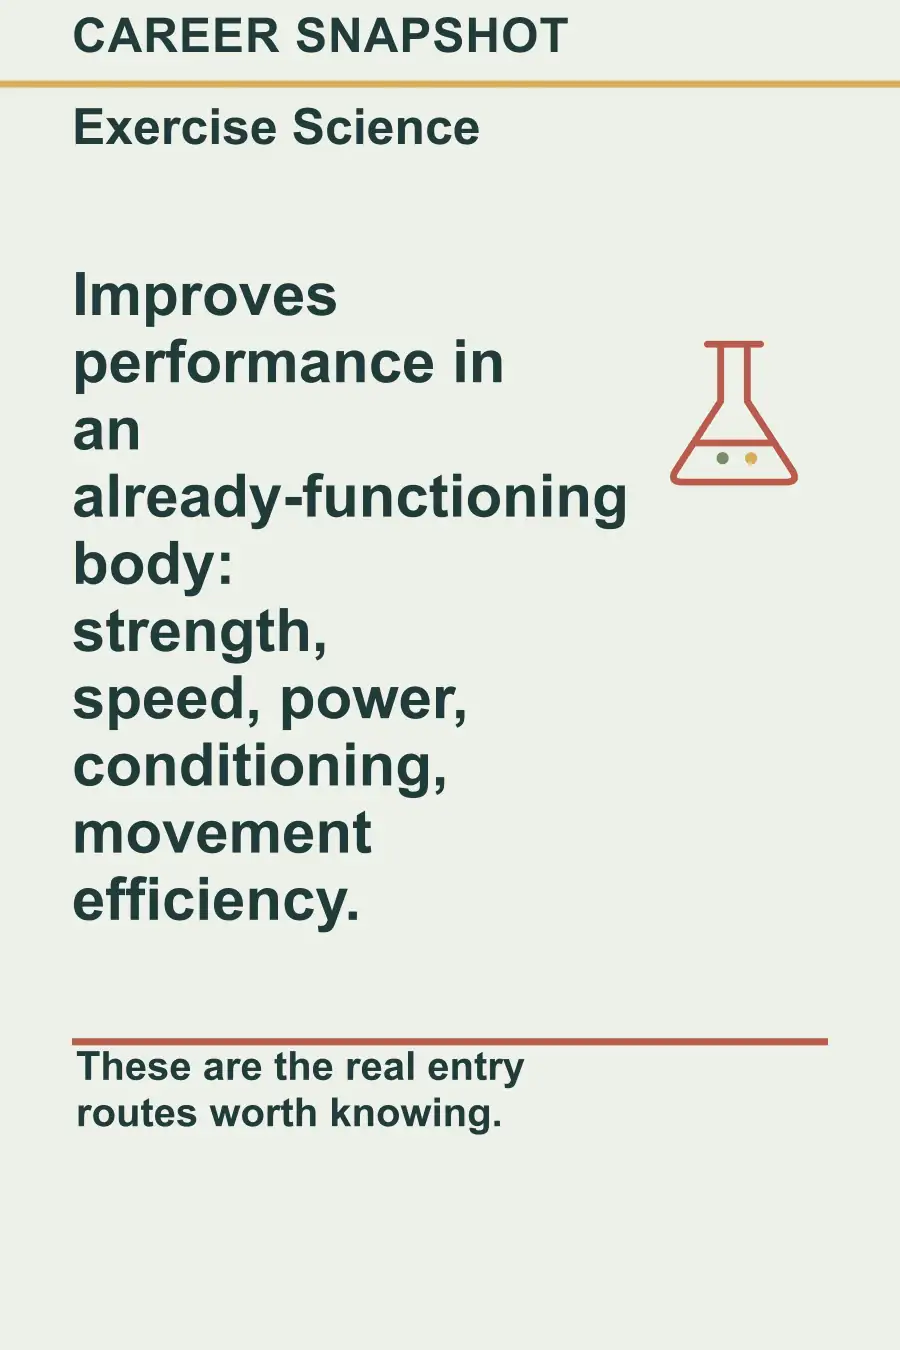 CAREER SNAPSHOT
Exercise Science
Improves
performance in
an
already-functioning
body:
strength,
speed, power,
conditioning,
movement
efficiency.
These are the real entry
routes worth knowing.